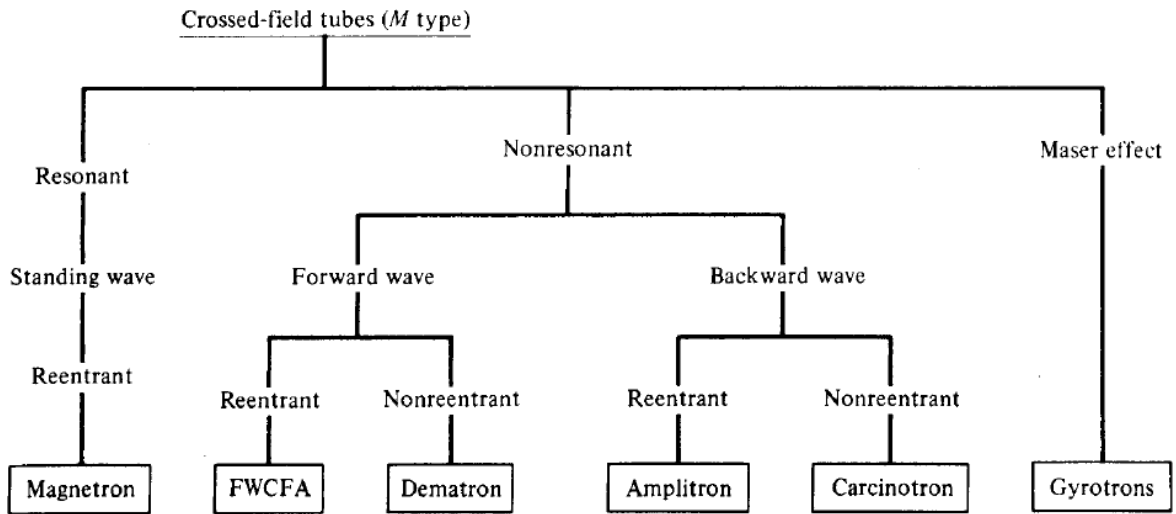 Crossed-field tubes (M type)
Nonresonant
Maser effect
Resonant
Standing wave
Forward wave
Backward wave
Reentrant
Reentrant
Nonreentrant
Reentrant
Nonreentrant
Magnetron
FWCFA
Dematron
Amplitron
Carcinotron
Gyrotrons